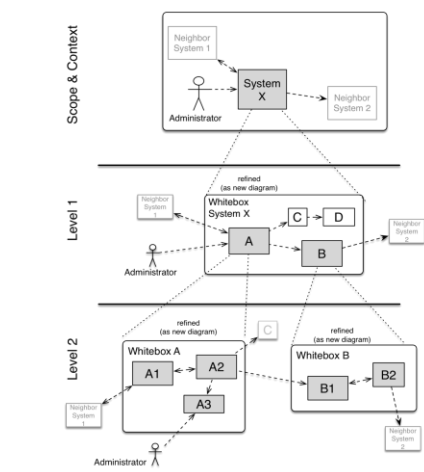 Scope & Context
Neighbor
System 1
System
X
Administrator
Neighbor
System 2
Level 1
refined
(as new diagram)
Neighbor
System
1
Whitebox
System X
C
D
A
B
Neighbor
System
2
Administrator
Level 2
refined
(as new diagram)
C
Whitebox A
A1
A2
A3
Neighbor
System
1
Administrator
refined
(as new diagram)
Whitebox B
B1
B2
Neighbor
System
2